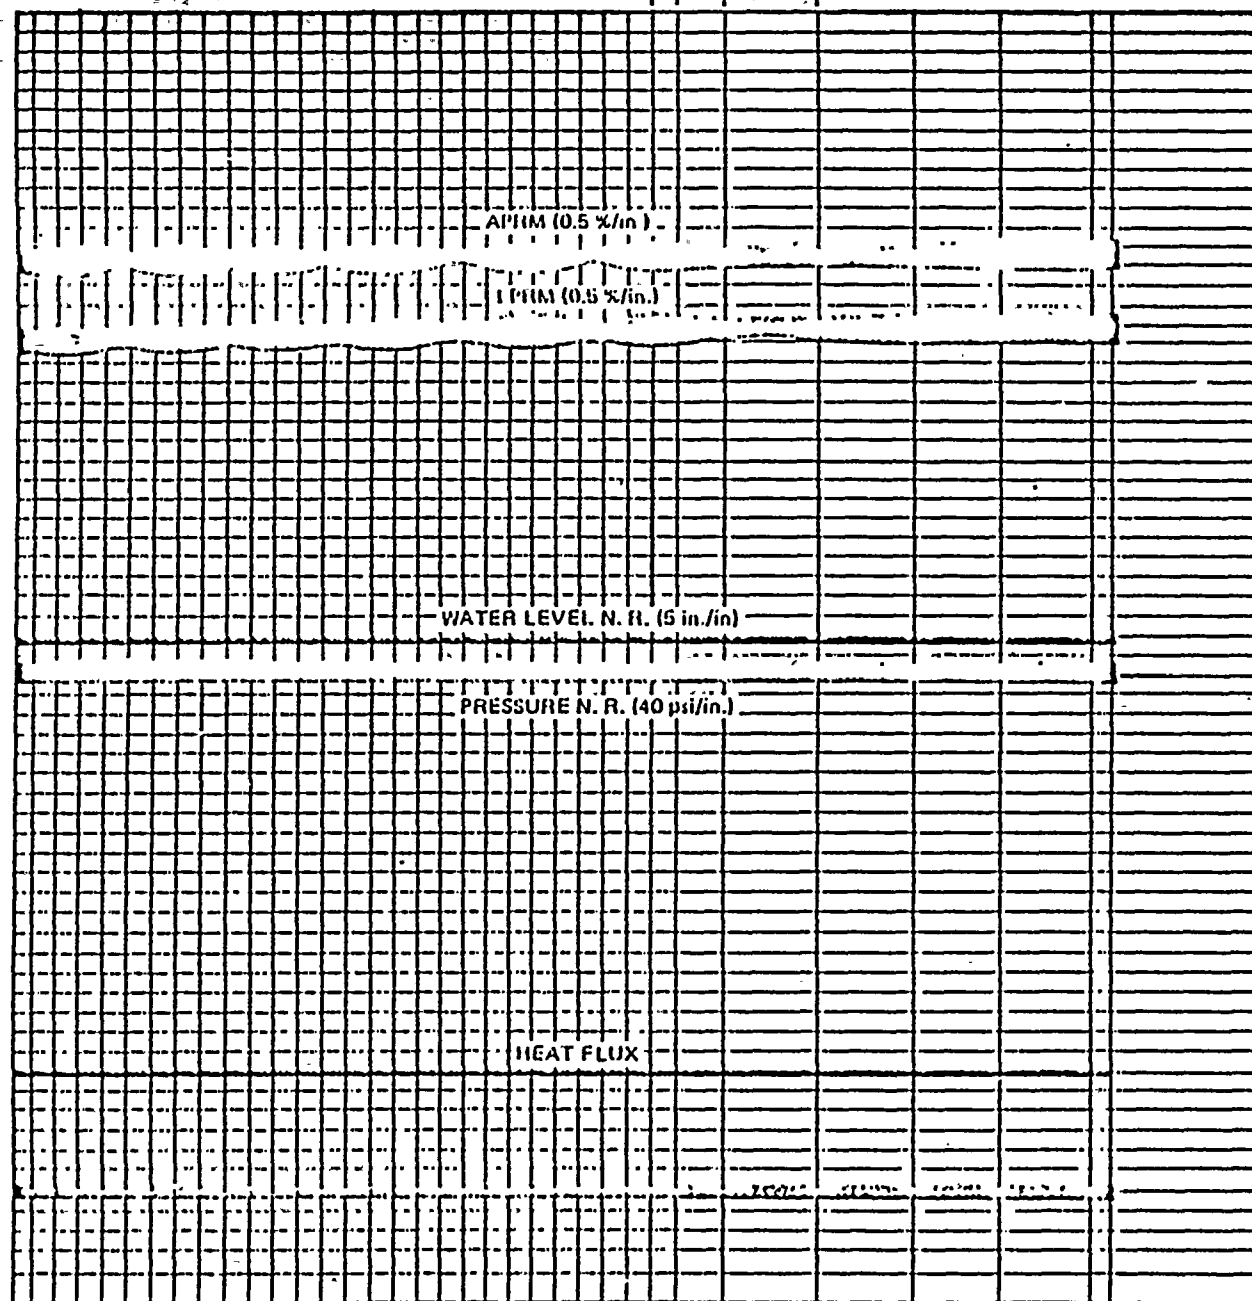 APRM (0.5 %/in.)
LPRM (0.5 %/in.)
WATER LEVEL N. R. (5 in./in)
PRESSURE N. R. (40 psi/in.)
HEAT FLUX